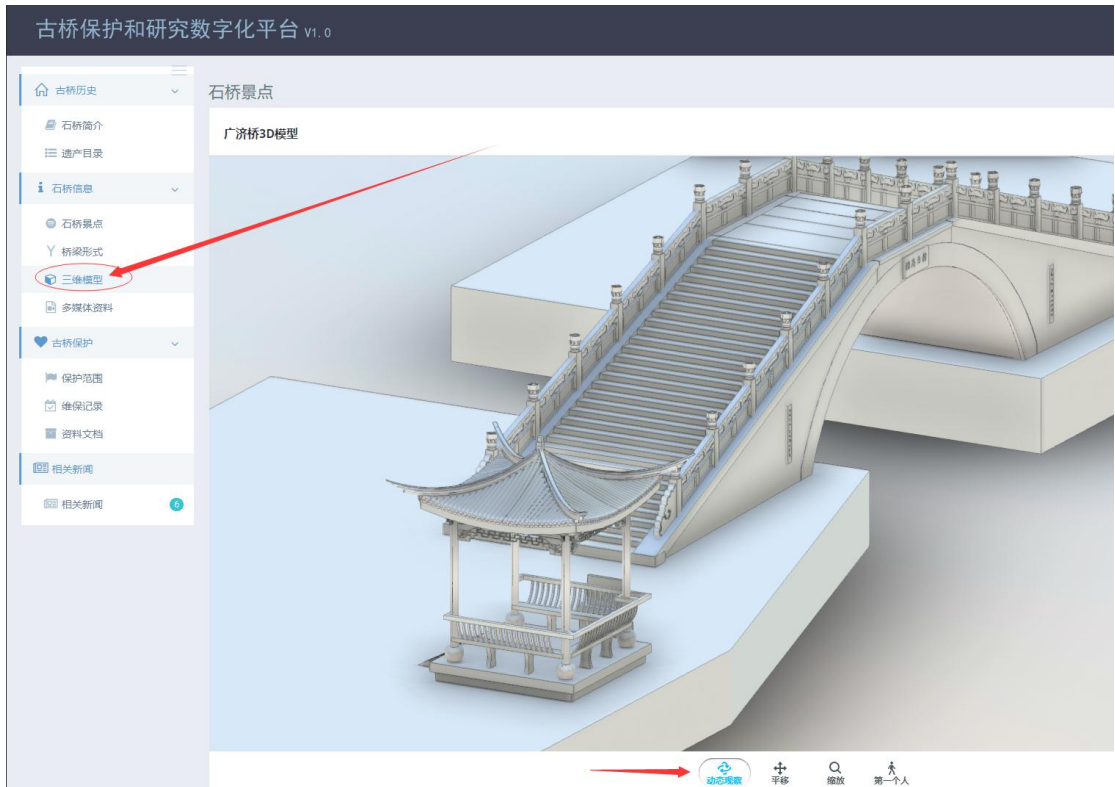 古桥保护和研究数字化平台 V1.0
古桥历史
石桥简介
遗产目录
石桥信息
石桥景点
桥梁形式
三维模型
多媒体资料
古桥保护
保护范围
维保记录
资料文档
相关新闻
相关新闻 6
石桥景点
广济桥3D模型
动态观察 平移 缩放 第一个人